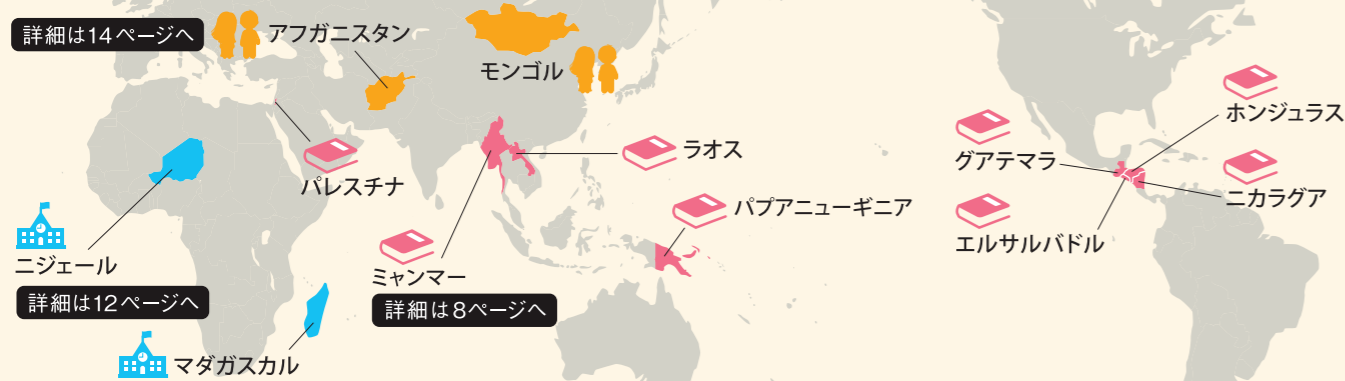 詳細は14ページへ
アフガニスタン
モンゴル
パレスチナ
ラオス
パプアニューギニア
ニジェール
詳細は12ページへ
ミャンマー
詳細は8ページへ
マダガスカル
ホンジュラス
グアテマラ
ニカラグア
エルサルバドル